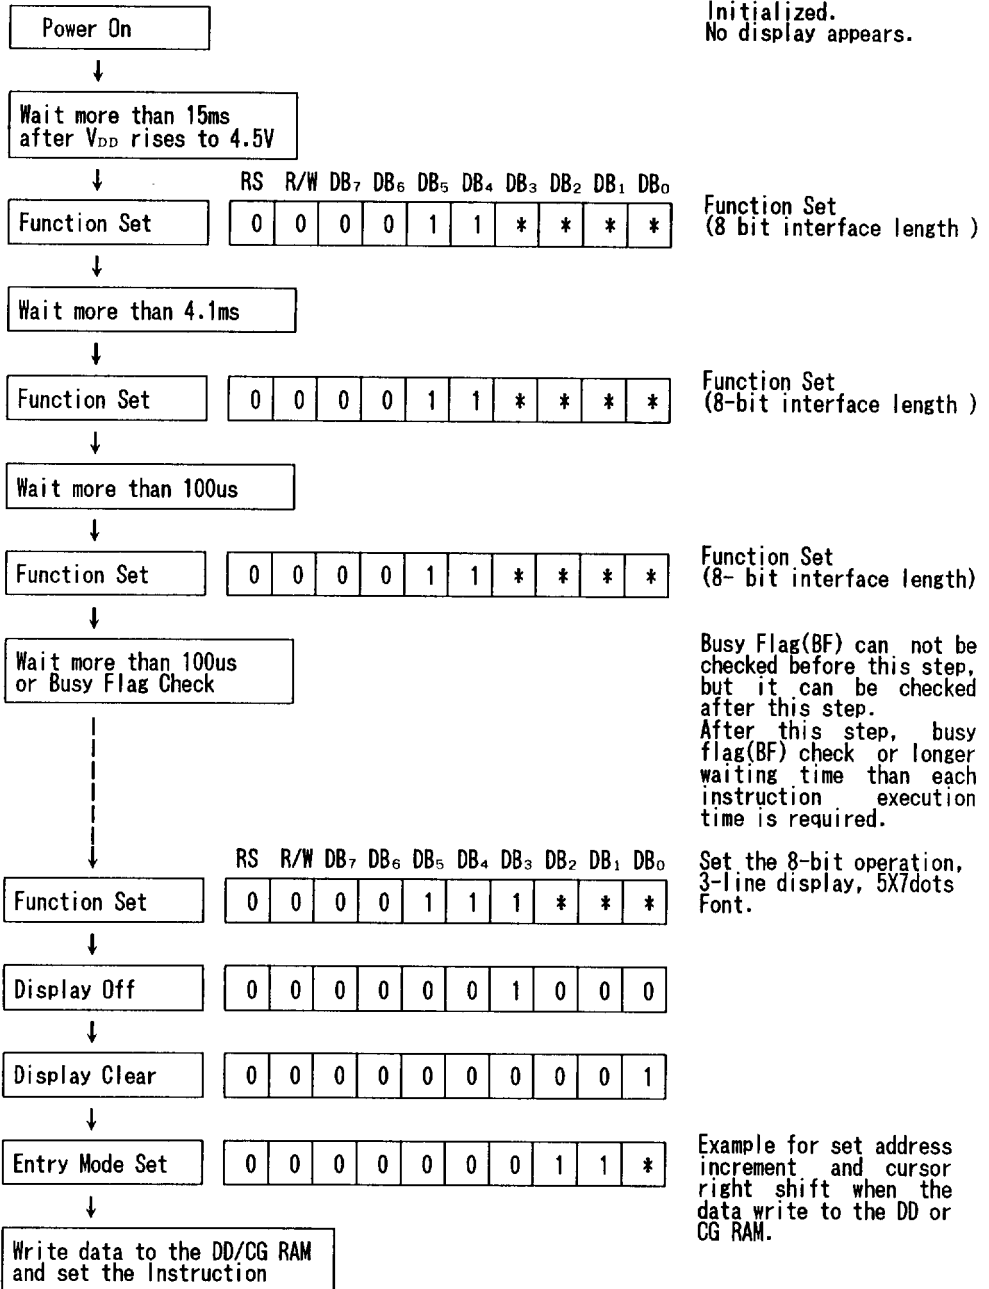 Power On
Initialized.
No display appears.
↓
Wait more than 15ms
after VDD rises to 4.5V
↓
RS R/W DB7 DB6 DB5 DB4 DB3 DB2 DB1 DB0
Function Set 0 0 0 0 1 1 * * * *
Function Set
(8 bit interface length )
↓
Wait more than 4.1ms
↓
Function Set 0 0 0 0 1 1 * * * *
Function Set
(8-bit interface length )
↓
Wait more than 100us
↓
Function Set 0 0 0 0 1 1 * * * *
Function Set
(8- bit interface length)
↓
Wait more than 100us
or Busy Flag Check
Busy Flag(BF) can not be
checked before this step,
but it can be checked
after this step.
After this step, busy
flag(BF) check or longer
waiting time than each
instruction execution
time is required.
RS R/W DB7 DB6 DB5 DB4 DB3 DB2 DB1 DB0
Function Set 0 0 0 0 1 1 1 * * *
Set the 8-bit operation,
3-line display, 5X7dots
Font.
↓
Display Off 0 0 0 0 0 0 1 0 0 0
↓
Display Clear 0 0 0 0 0 0 0 0 0 1
↓
Entry Mode Set 0 0 0 0 0 0 0 1 1 *
Example for set address
increment and cursor
right shift when the
data write to the DD or
CG RAM.
↓
Write data to the DD/CG RAM
and set the Instruction